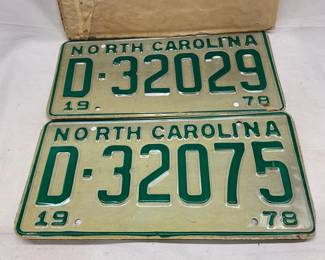 NORTH CAROLINA
D-32029
19 78
NORTH CAROLINA
D-32075
19 78